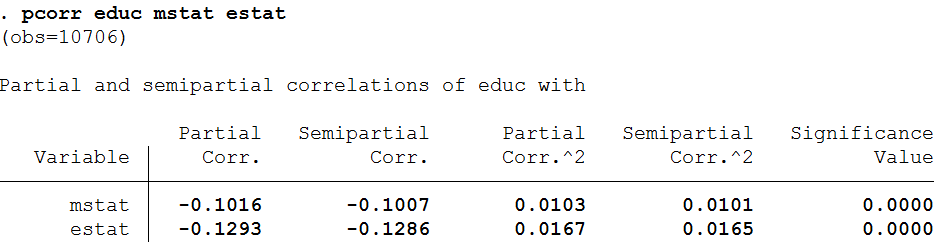 . pcorr educ mstat estat
(obs=10706)
Partial and semipartial correlations of educ with
Partial Semipartial Partial Semipartial Significance
Variable Corr. Corr. Corr.^2 Corr.^2 Value
mstat -0.1016 -0.1007 0.0103 0.0101 0.0000
estat -0.1293 -0.1286 0.0167 0.0165 0.0000